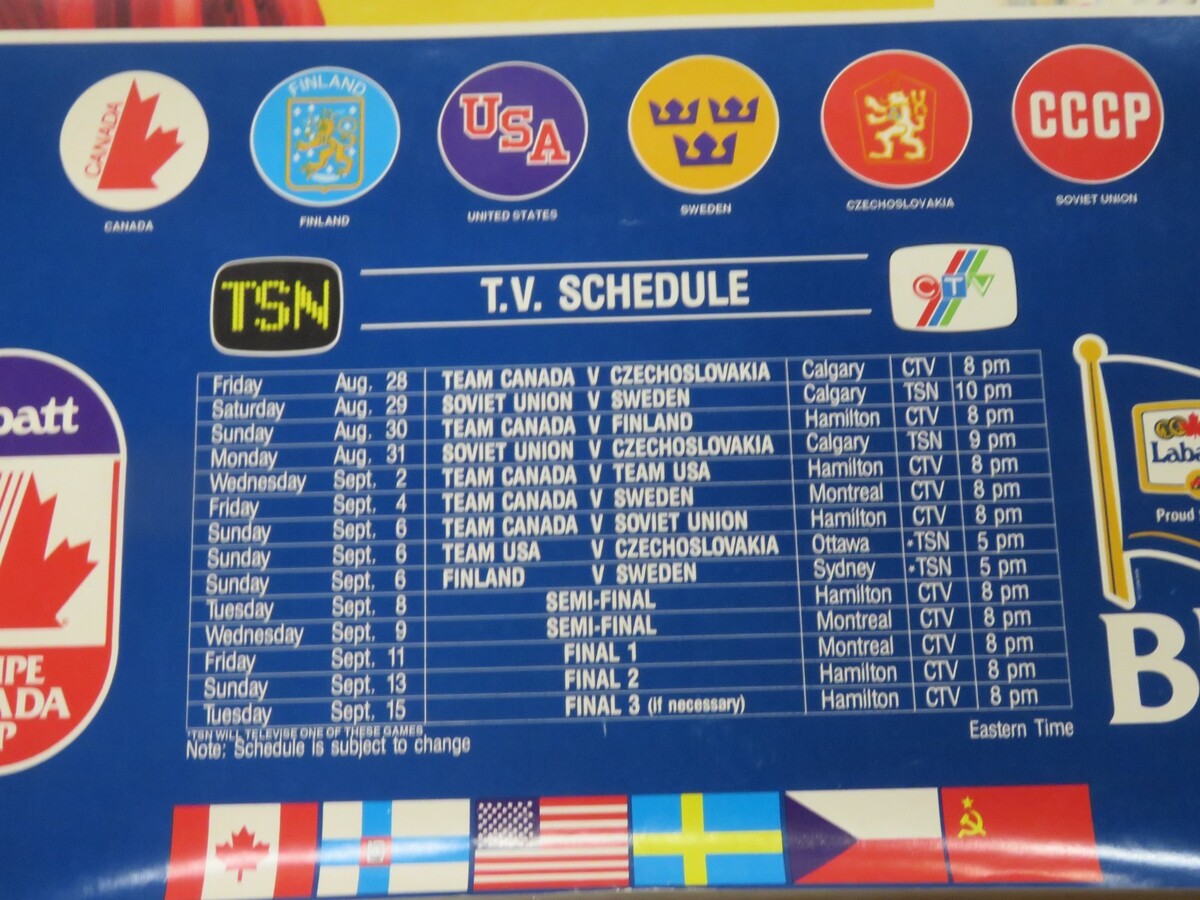 CANADA
FINLAND
USA
CCCP
CANADA
FINLAND
UNITED STATES
SWEDEN
CZECHOSLOVAKIA
SOVIET UNION
TSN
T.V. SCHEDULE
CTV
Friday Aug. 28 TEAM CANADA V CZECHOSLOVAKIA Calgary CTV 8 pm
Saturday Aug. 29 SOVIET UNION V SWEDEN Calgary TSN 10 pm
Sunday Aug. 30 TEAM CANADA V FINLAND Hamilton CTV 8 pm
Monday Aug. 31 SOVIET UNION V CZECHOSLOVAKIA Calgary TSN 9 pm
Wednesday Sept. 2 TEAM CANADA V TEAM USA Hamilton CTV 8 pm
Friday Sept. 4 TEAM CANADA V SWEDEN Montreal CTV 8 pm
Sunday Sept. 6 TEAM CANADA V SOVIET UNION Hamilton CTV 8 pm
Sunday Sept. 6 TEAM USA V CZECHOSLOVAKIA Ottawa *TSN 5 pm
Sunday Sept. 6 FINLAND V SWEDEN Sydney *TSN 5 pm
Tuesday Sept. 8 SEMI-FINAL Hamilton CTV 8 pm
Wednesday Sept. 9 SEMI-FINAL Montreal CTV 8 pm
Friday Sept. 11 FINAL 1 Montreal CTV 8 pm
Sunday Sept. 13 FINAL 2 Hamilton CTV 8 pm
Tuesday Sept. 15 FINAL 3 (if necessary) Hamilton CTV 8 pm
*TSN WILL TELEVISE ONE OF THESE GAMES
Note: Schedule is subject to change
Eastern Time
batt
IPE
ADA
P
Laba
Proud
B